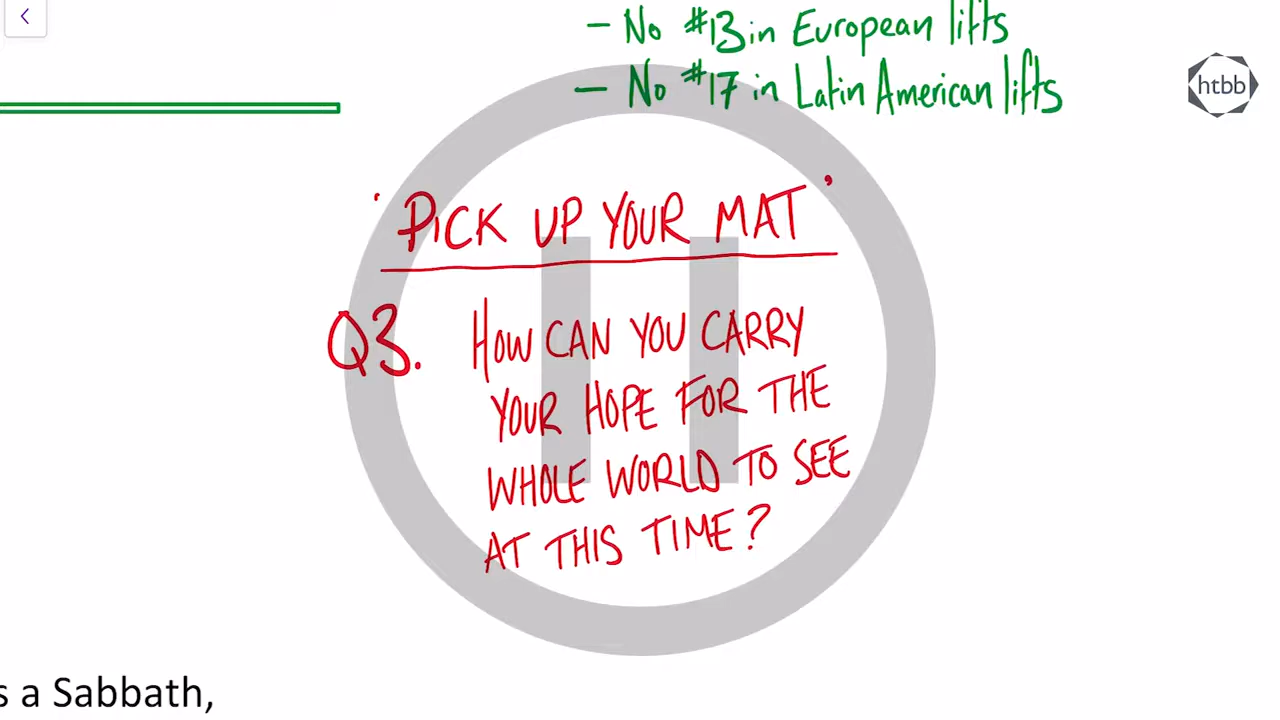 – No #13 in European lifts
– No #17 in Latin American lifts
htbb
'PICK UP YOUR MAT'
Q3. HOW CAN YOU CARRY
YOUR HOPE FOR THE
WHOLE WORLD TO SEE
AT THIS TIME?
s a Sabbath,